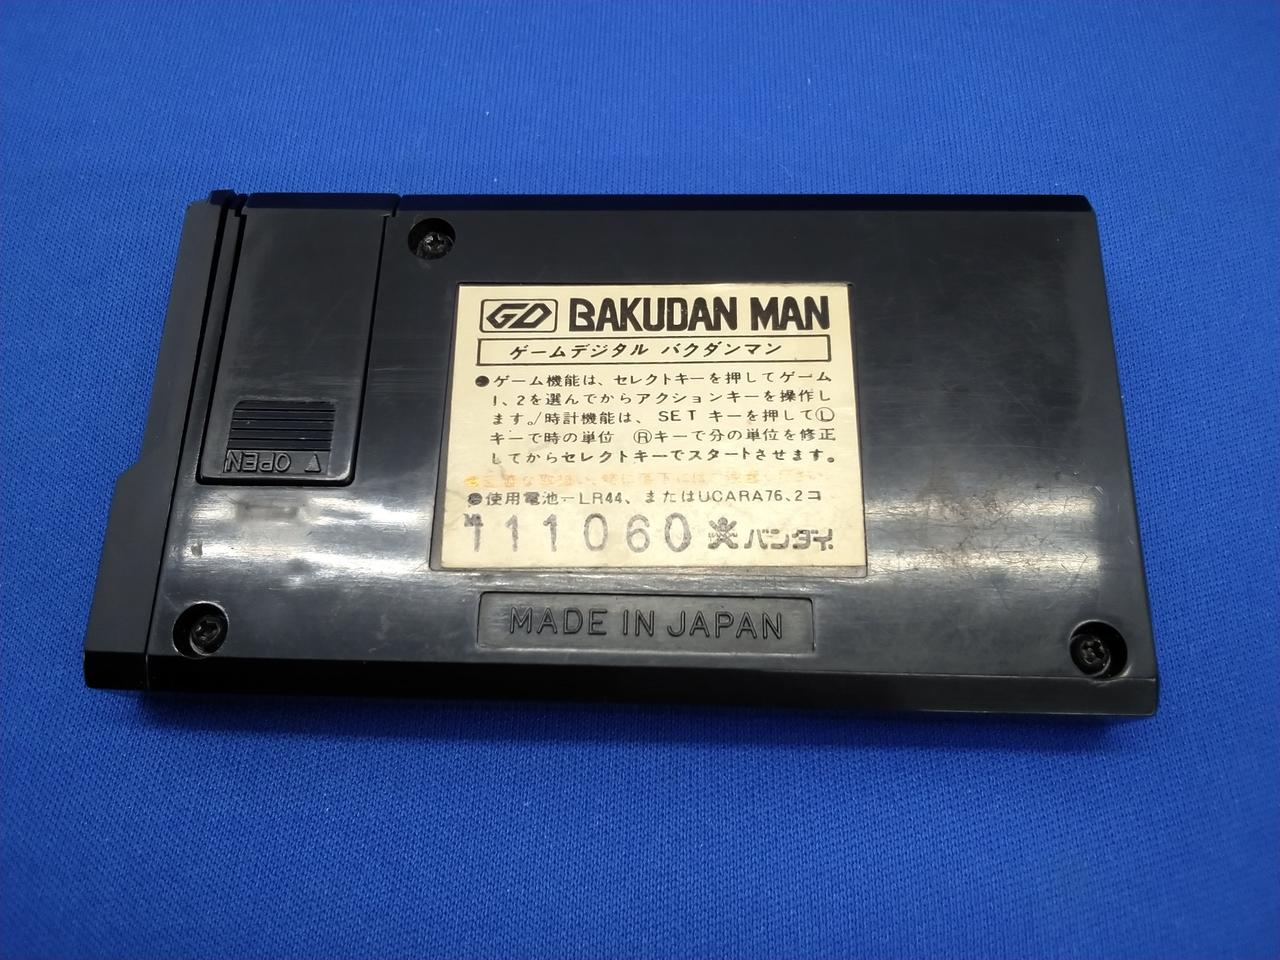 GD BAKUDAN MAN
ゲームデジタル バクダンマン
●ゲーム機能は、セレクトキーを押してゲーム
1、2を選んでからアクションキーを操作し
ます。/時計機能は、SET キーを押してⓁ
キーで時の単位 Ⓡキーで分の単位を修正
してからセレクトキーでスタートさせます。
●使用電池=LR44、またはUCARA76、2コ
№ 111060 バンダイ
MADE IN JAPAN
OPEN